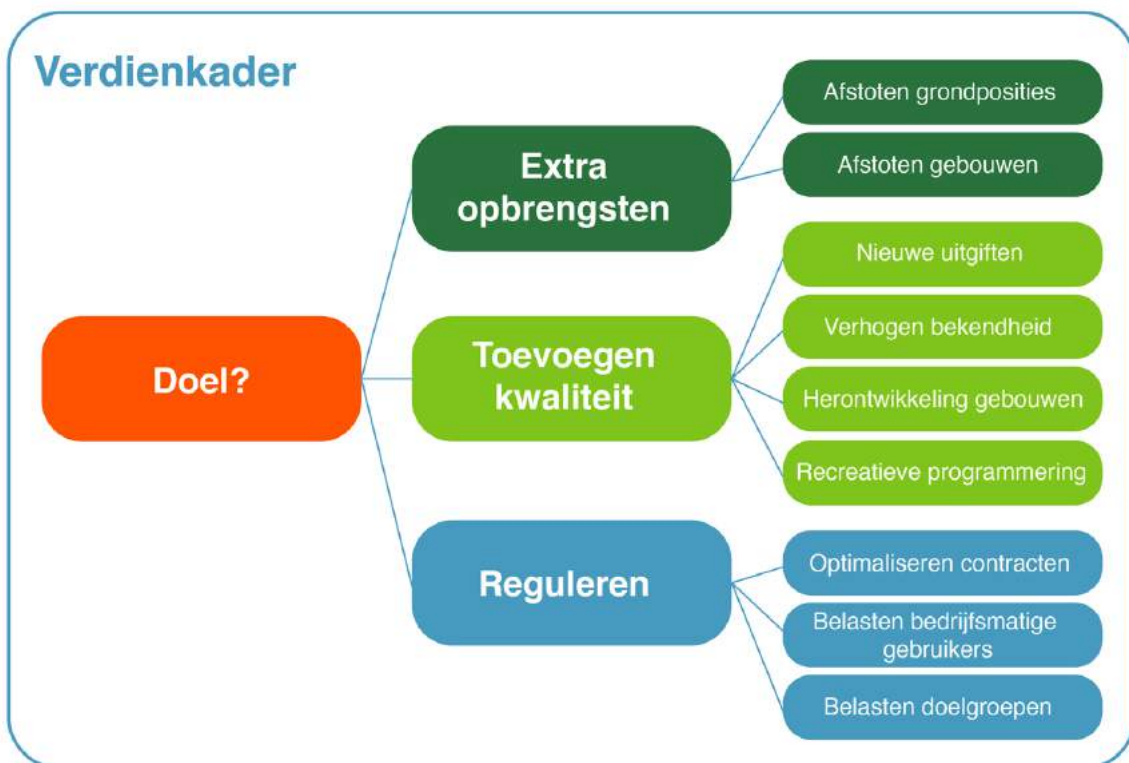 Verdienkader
Doel?
Extra
opbrengsten
Afstoten grondposities
Afstoten gebouwen
Toevoegen
kwaliteit
Nieuwe uitgiften
Verhogen bekendheid
Herontwikkeling gebouwen
Recreatieve programmering
Reguleren
Optimaliseren contracten
Belasten bedrijfsmatige
gebruikers
Belasten doelgroepen